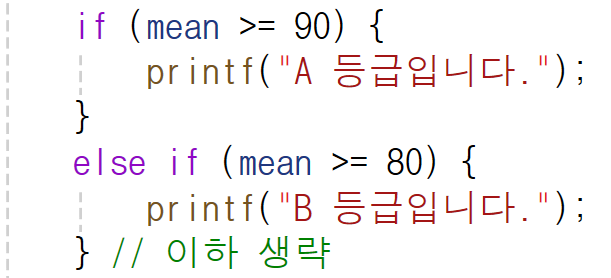 if (mean >= 90) {
printf("A 등급입니다.");
}
else if (mean >= 80) {
printf("B 등급입니다.");
} // 이하 생략